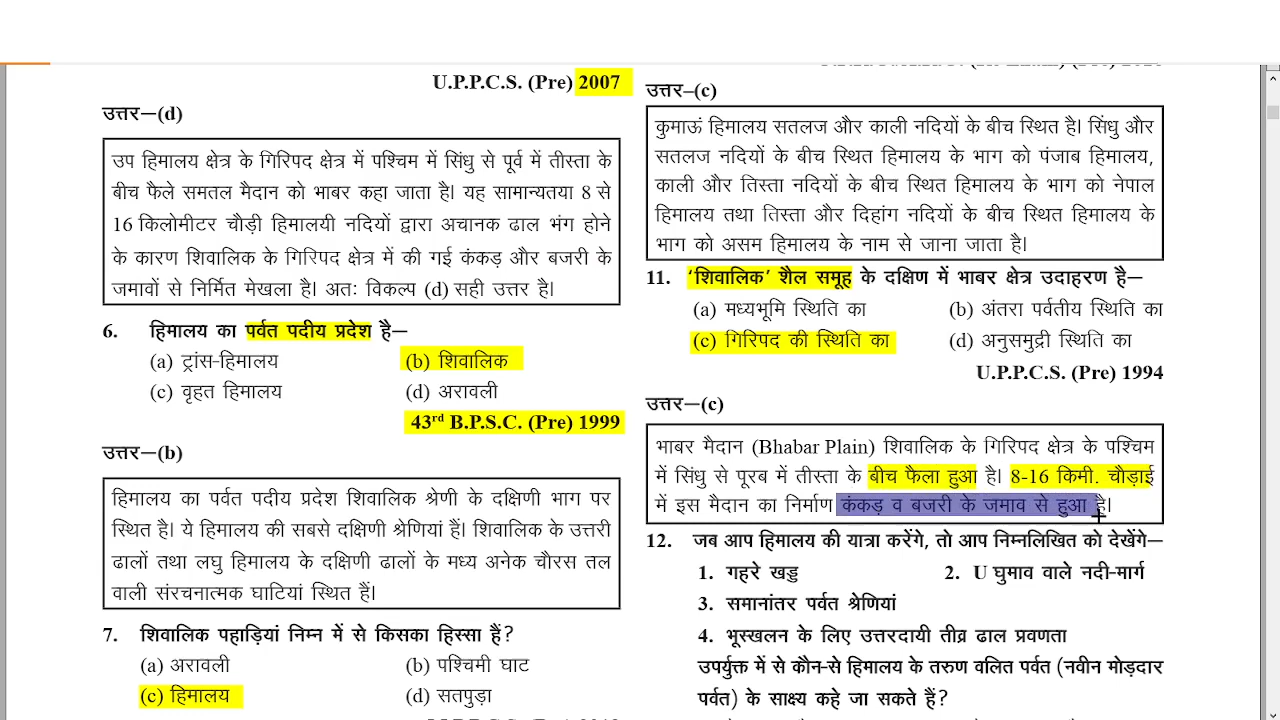 U.P.P.C.S. (Pre) 2007
उत्तर–(d)
उप हिमालय क्षेत्र के गिरिपद क्षेत्र में पश्चिम में सिंधु से पूर्व में तीस्ता के
बीच फैले समतल मैदान को भाबर कहा जाता है। यह सामान्यतया 8 से
16 किलोमीटर चौड़ी हिमालयी नदियों द्वारा अचानक ढाल भंग होने
के कारण शिवालिक के गिरिपद क्षेत्र में की गई कंकड़ और बजरी के
जमावों से निर्मित मेखला है। अतः विकल्प (d) सही उत्तर है।
6. हिमालय का पर्वत पदीय प्रदेश है–
(a) ट्रांस-हिमालय (b) शिवालिक
(c) वृहत हिमालय (d) अरावली
43rd B.P.S.C. (Pre) 1999
उत्तर–(b)
हिमालय का पर्वत पदीय प्रदेश शिवालिक श्रेणी के दक्षिणी भाग पर
स्थित है। ये हिमालय की सबसे दक्षिणी श्रेणियां हैं। शिवालिक के उत्तरी
ढालों तथा लघु हिमालय के दक्षिणी ढालों के मध्य अनेक चौरस तल
वाली संरचनात्मक घाटियां स्थित हैं।
7. शिवालिक पहाड़ियां निम्न में से किसका हिस्सा हैं?
(a) अरावली (b) पश्चिमी घाट
(c) हिमालय (d) सतपुड़ा
उत्तर–(c)
कुमाऊं हिमालय सतलज और काली नदियों के बीच स्थित है। सिंधु और
सतलज नदियों के बीच स्थित हिमालय के भाग को पंजाब हिमालय,
काली और तिस्ता नदियों के बीच स्थित हिमालय के भाग को नेपाल
हिमालय तथा तिस्ता और दिहांग नदियों के बीच स्थित हिमालय के
भाग को असम हिमालय के नाम से जाना जाता है।
11. ‘शिवालिक’ शैल समूह के दक्षिण में भाबर क्षेत्र उदाहरण है–
(a) मध्यभूमि स्थिति का (b) अंतरा पर्वतीय स्थिति का
(c) गिरिपद की स्थिति का (d) अनुसमुद्री स्थिति का
U.P.P.C.S. (Pre) 1994
उत्तर–(c)
भाबर मैदान (Bhabar Plain) शिवालिक के गिरिपद क्षेत्र के पश्चिम
में सिंधु से पूरब में तीस्ता के बीच फैला हुआ है। 8-16 किमी. चौड़ाई
में इस मैदान का निर्माण कंकड़ व बजरी के जमाव से हुआ है।
12. जब आप हिमालय की यात्रा करेंगे, तो आप निम्नलिखित को देखेंगे–
1. गहरे खड्ड 2. U घुमाव वाले नदी-मार्ग
3. समानांतर पर्वत श्रेणियां
4. भूस्खलन के लिए उत्तरदायी तीव्र ढाल प्रवणता
उपर्युक्त में से कौन-से हिमालय के तरुण वलित पर्वत (नवीन मोड़दार
पर्वत) के साक्ष्य कहे जा सकते हैं?